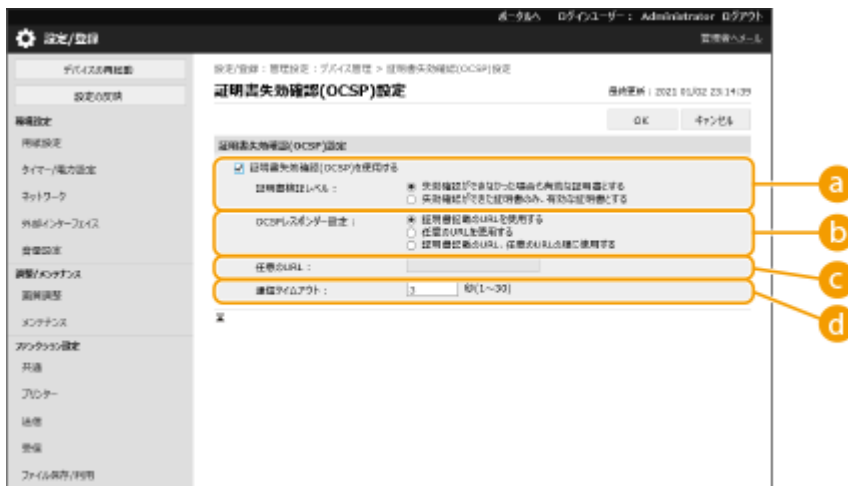 ポータルへ ログインユーザー： Administrator ログアウト
設定/登録
管理者へメール
デバイスの再起動
設定の反映
環境設定
用紙設定
タイマー/電力設定
ネットワーク
外部インターフェイス
音量設定
調整/メンテナンス
画質調整
メンテナンス
ファンクション設定
共通
プリンター
送信
受信
ファイル保存/利用
設定/登録：管理設定：デバイス管理 > 証明書失効確認(OCSP)設定
証明書失効確認(OCSP)設定
最終更新：2021 01/02 23:14:39
OK キャンセル
証明書失効確認(OCSP)設定
証明書失効確認(OCSP)を使用する
証明書検証レベル： 失効確認ができなかった場合も有効な証明書とする
失効確認ができた証明書のみ、有効な証明書とする
OCSPレスポンダー設定： 証明書記載のURLを使用する
任意のURLを使用する
証明書記載のURL、任意のURLの順に使用する
任意のURL：
通信タイムアウト： 3 秒(1～30)
a
b
c
d